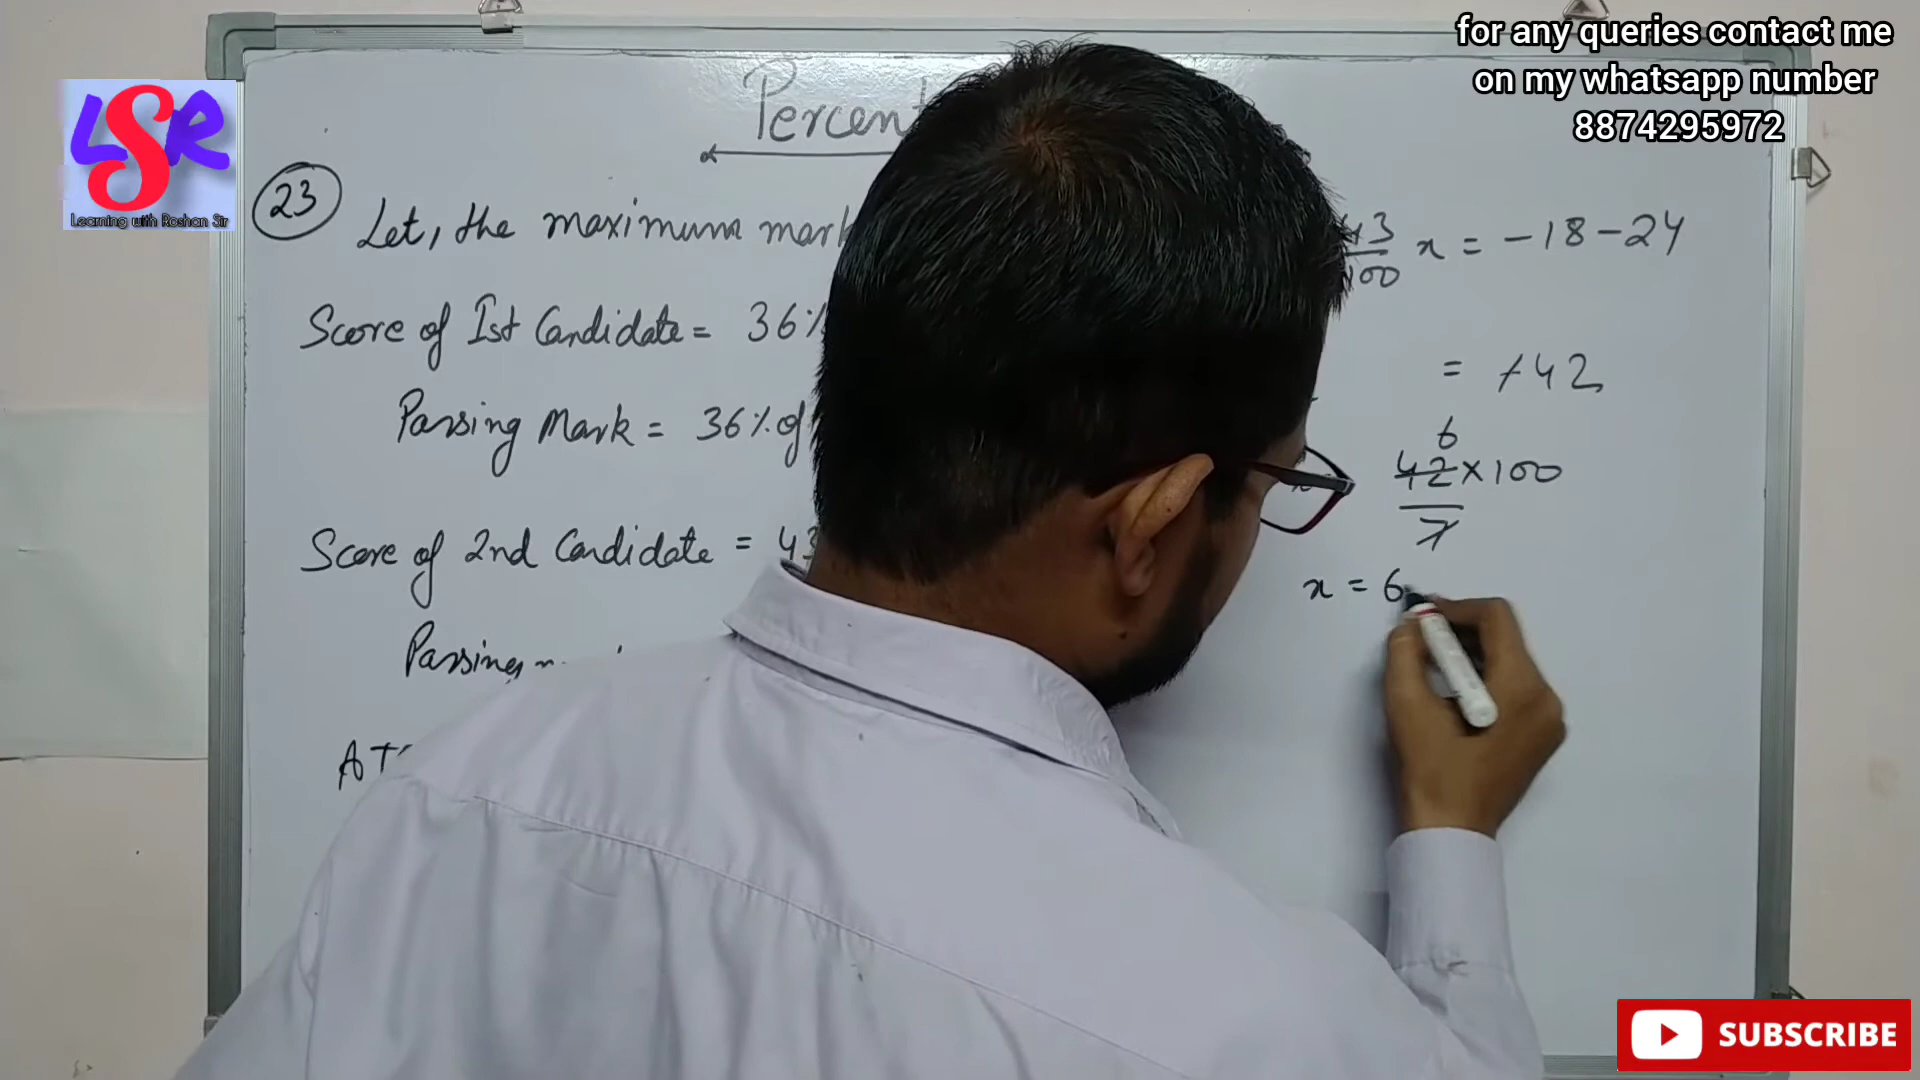 for any queries contact me
on my whatsapp number
8874295972
LSR
Learning with Roshan Sir
23
Let, the maximum mark
Score of Ist Candidate = 36%
Passing Mark = 36% of
Score of 2nd Candidate = 43
Passing
43/100 x = -18-24
= -42
6
42×100
7
x = 6
SUBSCRIBE